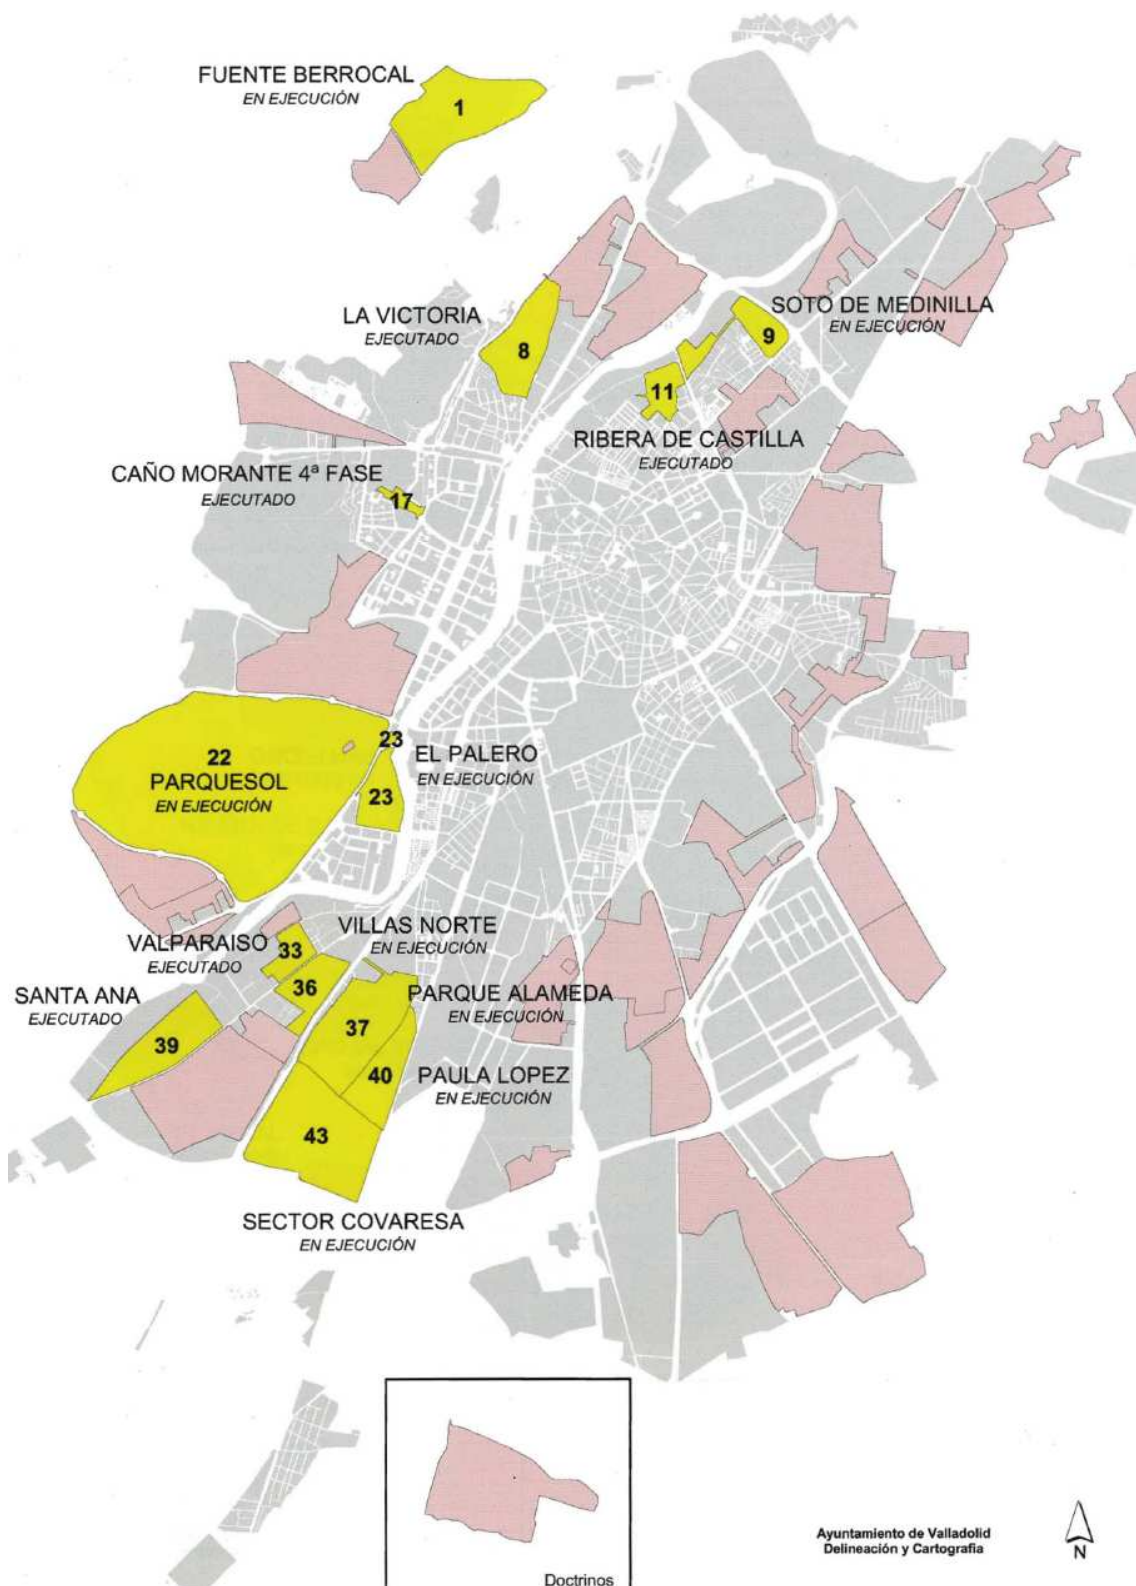 FUENTE BERROCAL
EN EJECUCIÓN
1
LA VICTORIA
EJECUTADO
8
SOTO DE MEDINILLA
EN EJECUCIÓN
9
11
RIBERA DE CASTILLA
EJECUTADO
CAÑO MORANTE 4ª FASE
EJECUTADO
17
22
PARQUESOL
EN EJECUCIÓN
23
EL PALERO
EN EJECUCIÓN
23
VILLAS NORTE
EN EJECUCIÓN
VALPARAISO
EJECUTADO
33
36
SANTA ANA
EJECUTADO
39
PARQUE ALAMEDA
EN EJECUCIÓN
37
40
PAULA LOPEZ
EN EJECUCIÓN
43
SECTOR COVARESA
EN EJECUCIÓN
Doctrinos
Ayuntamiento de Valladolid
Delineación y Cartografia
N